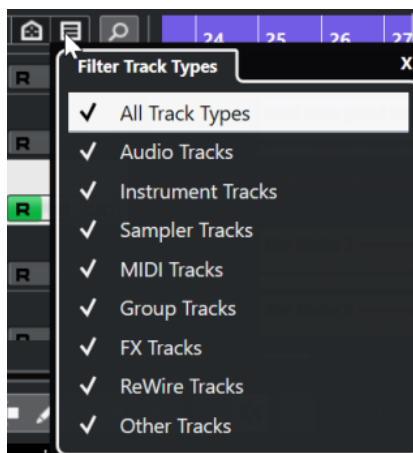 24 25 26 27
Filter Track Types X
R
✓ All Track Types
✓ Audio Tracks
R
✓ Instrument Tracks
R
✓ Sampler Tracks
✓ MIDI Tracks
R
✓ Group Tracks
✓ FX Tracks
✓ ReWire Tracks
✓ Other Tracks